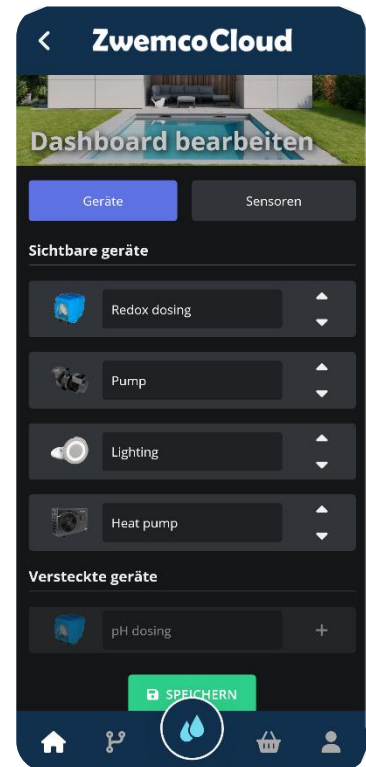 ZwemcoCloud
Dashboard bearbeiten
Geräte
Sensoren
Sichtbare geräte
Redox dosing
Pump
Lighting
Heat pump
Versteckte geräte
pH dosing
SPEICHERN